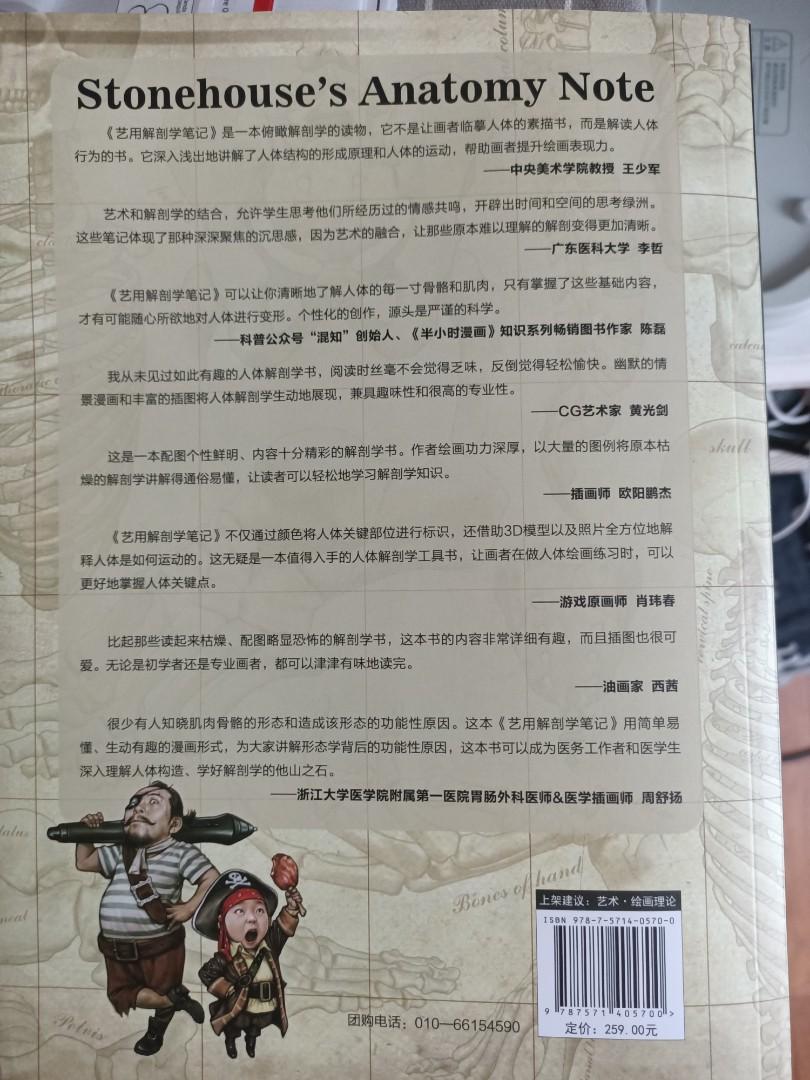 Stonehouse's Anatomy Note
《艺用解剖学笔记》是一本俯瞰解剖学的读物，它不是让画者临摹人体的素描书，而是解读人体
行为的书。它深入浅出地讲解了人体结构的形成原理和人体的运动，帮助画者提升绘画表现力。
——中央美术学院教授 王少军
艺术和解剖学的结合，允许学生思考他们所经历过的情感共鸣，开辟出时间和空间的思考绿洲。
这些笔记体现了那种深深聚焦的沉思感，因为艺术的融合，让那些原本难以理解的解剖变得更加清晰。
——广东医科大学 李哲
《艺用解剖学笔记》可以让你清晰地了解人体的每一寸骨骼和肌肉，只有掌握了这些基础内容，
才有可能随心所欲地对人体进行变形。个性化的创作，源头是严谨的科学。
——科普公众号“混知”创始人、《半小时漫画》知识系列畅销图书作家 陈磊
我从未见过如此有趣的人体解剖学书，阅读时丝毫不会觉得乏味，反倒觉得轻松愉快。幽默的情
景漫画和丰富的插图将人体解剖学生动地展现，兼具趣味性和很高的专业性。
——CG艺术家 黄光剑
这是一本配图个性鲜明、内容十分精彩的解剖学书。作者绘画功力深厚，以大量的图例将原本枯
燥的解剖学讲解得通俗易懂，让读者可以轻松地学习解剖学知识。
——插画师 欧阳鹏杰
《艺用解剖学笔记》不仅通过颜色将人体关键部位进行标识，还借助3D模型以及照片全方位地解
释人体是如何运动的。这无疑是一本值得入手的人体解剖学工具书，让画者在做人体绘画练习时，可以
更好地掌握人体关键点。
——游戏原画师 肖玮春
比起那些读起来枯燥、配图略显恐怖的解剖学书，这本书的内容非常详细有趣，而且插图也很可
爱。无论是初学者还是专业画者，都可以津津有味地读完。
——油画家 西茜
很少有人知晓肌肉骨骼的形态和造成该形态的功能性原因。这本《艺用解剖学笔记》用简单易
懂、生动有趣的漫画形式，为大家讲解形态学背后的功能性原因，这本书可以成为医务工作者和医学生
深入理解人体构造、学好解剖学的他山之石。
——浙江大学医学院附属第一医院胃肠外科医师&医学插画师 周舒扬
skull
cervical spine
Bones of hand
Pelvis
上架建议：艺术·绘画理论
ISBN 978-7-5714-0570-0
9 787571 405700 >
定价：259.00元
团购电话：010—66154590